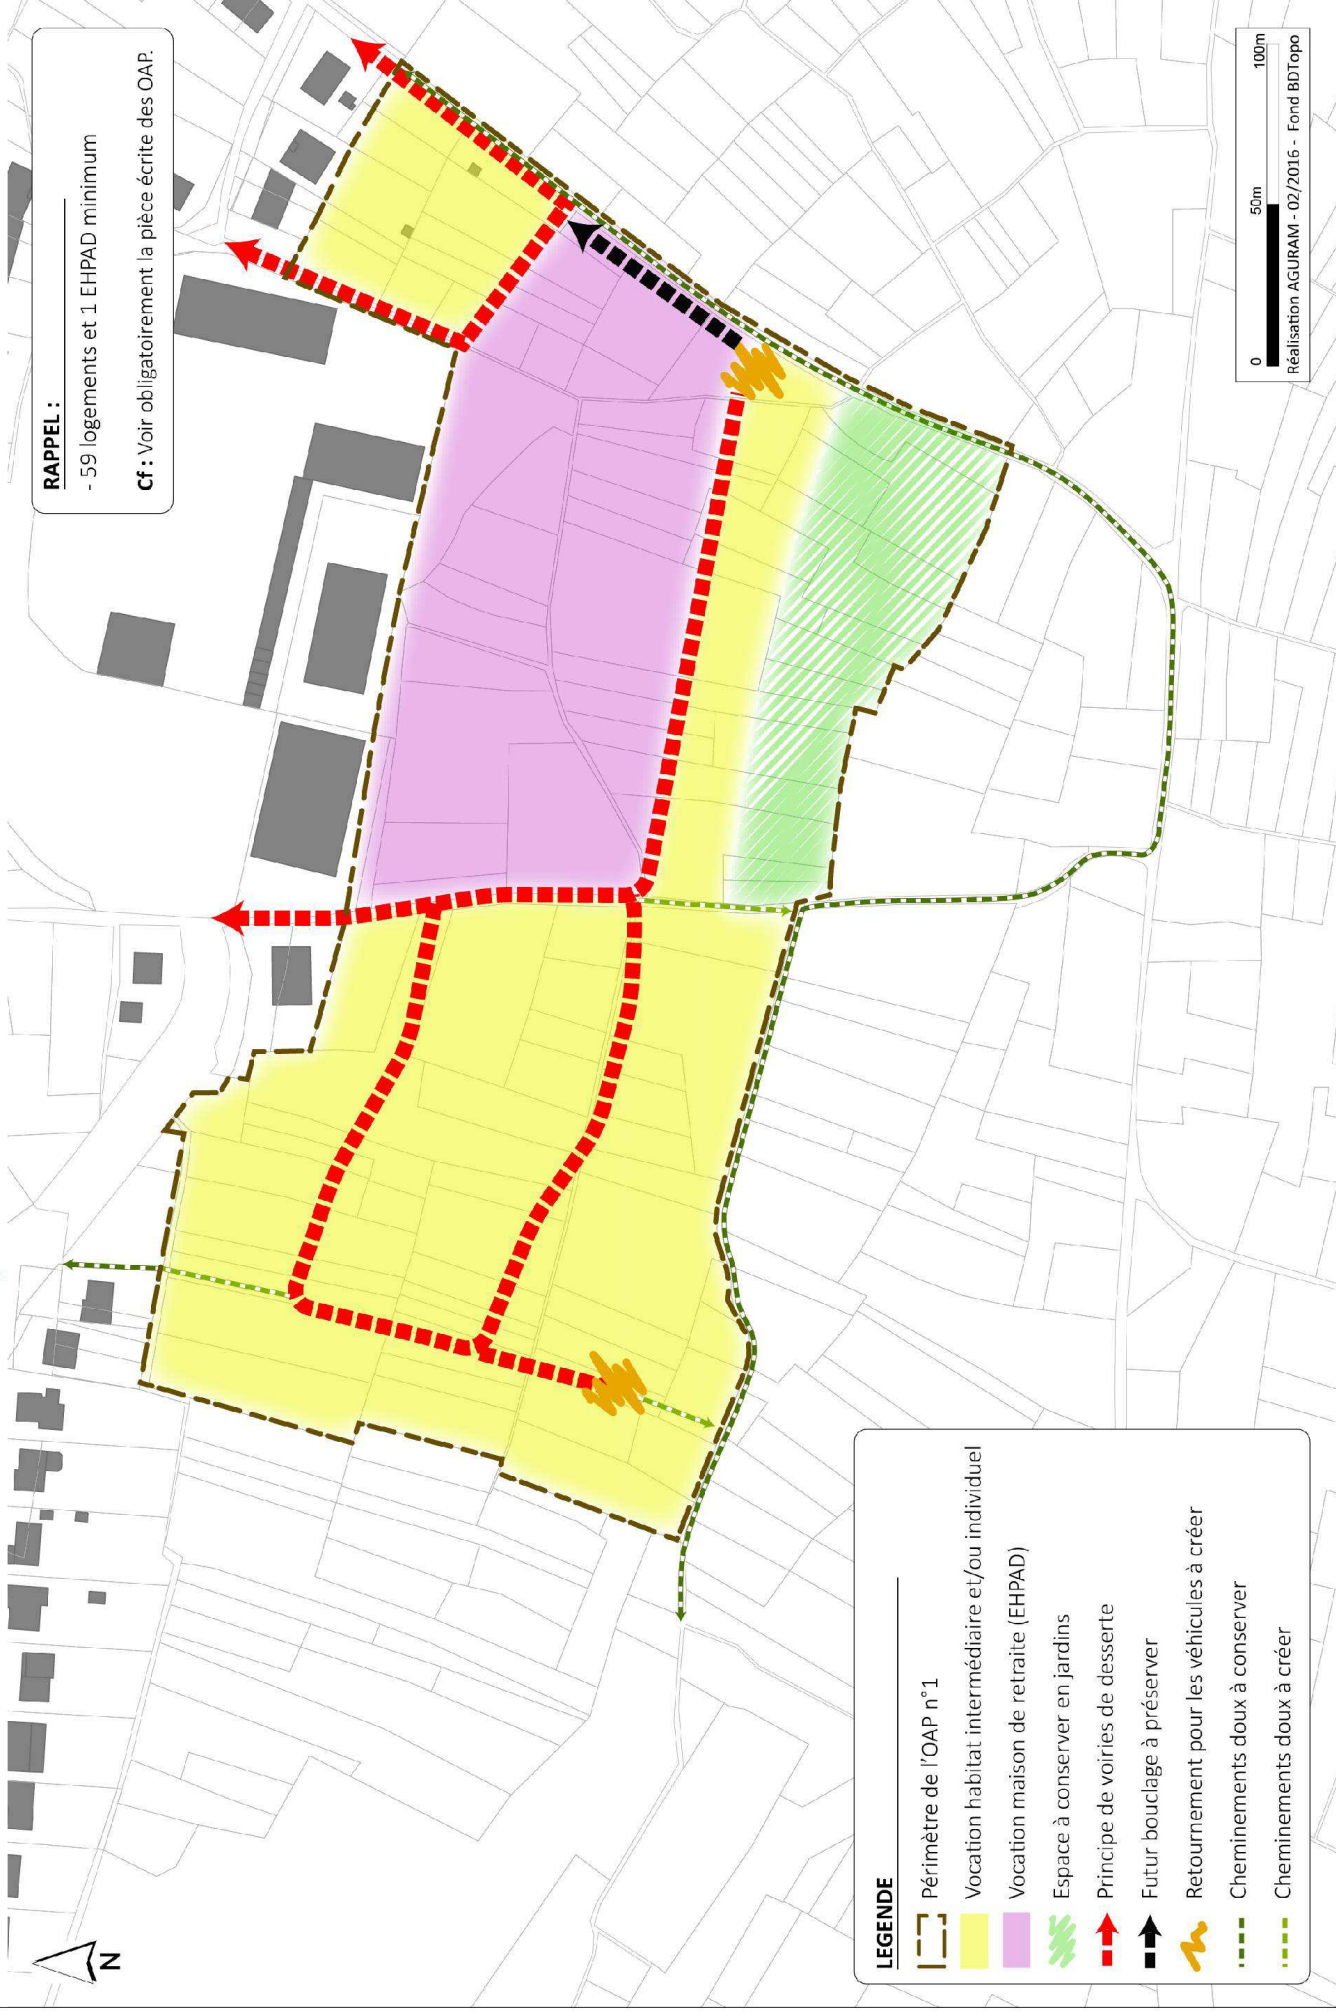 N
RAPPEL :
- 59 logements et 1 EHPAD minimum
Cf : Voir obligatoirement la pièce écrite des OAP.
LEGENDE
Périmètre de l'OAP n°1
Vocation habitat intermédiaire et/ou individuel
Vocation maison de retraite (EHPAD)
Espace à conserver en jardins
Principe de voiries de desserte
Futur bouclage à préserver
Retournement pour les véhicules à créer
Cheminements doux à conserver
Cheminements doux à créer
0 50m 100m
Réalisation AGURAM - 02/2016 - Fond BDTopo